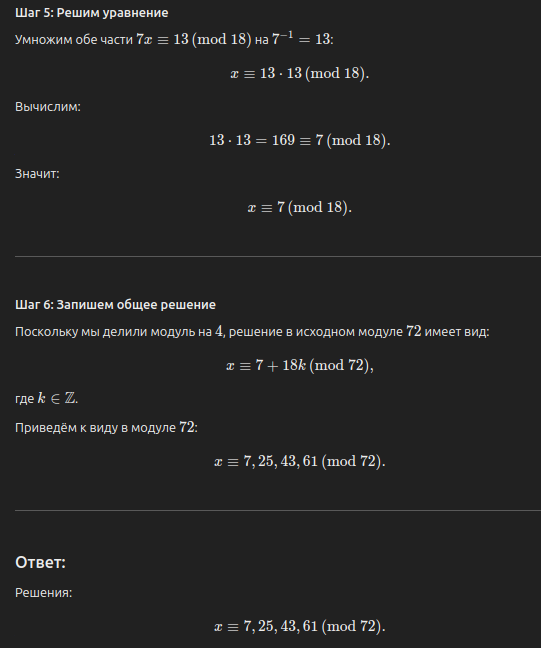 Шаг 5: Решим уравнение
Умножим обе части 7x ≡ 13 (mod 18) на 7⁻¹ = 13:
x ≡ 13 · 13 (mod 18).
Вычислим:
13 · 13 = 169 ≡ 7 (mod 18).
Значит:
x ≡ 7 (mod 18).
Шаг 6: Запишем общее решение
Поскольку мы делили модуль на 4, решение в исходном модуле 72 имеет вид:
x ≡ 7 + 18k (mod 72),
где k ∈ ℤ.
Приведём к виду в модуле 72:
x ≡ 7, 25, 43, 61 (mod 72).
Ответ:
Решения:
x ≡ 7, 25, 43, 61 (mod 72).